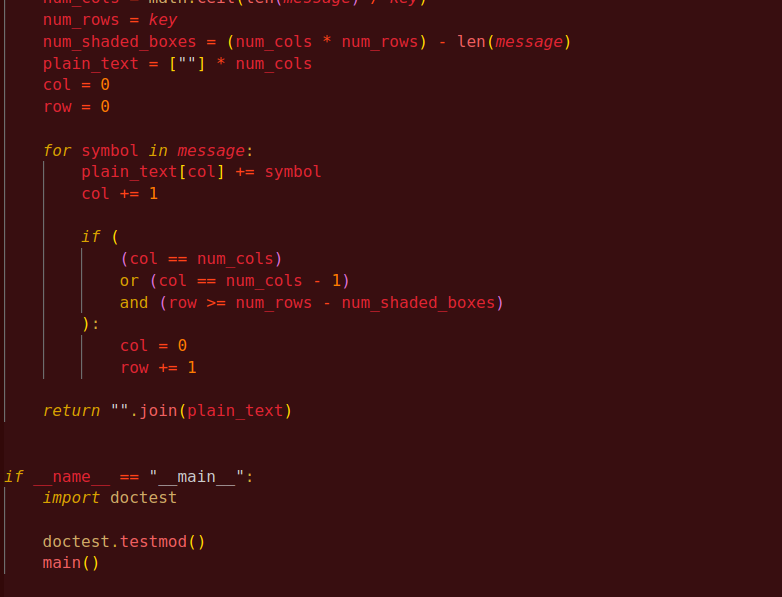 num_cols = math.ceil(len(message) / key)
num_rows = key
num_shaded_boxes = (num_cols * num_rows) - len(message)
plain_text = [""] * num_cols
col = 0
row = 0
for symbol in message:
plain_text[col] += symbol
col += 1
if (
(col == num_cols)
or (col == num_cols - 1)
and (row >= num_rows - num_shaded_boxes)
):
col = 0
row += 1
return "".join(plain_text)
if __name__ == "__main__":
import doctest
doctest.testmod()
main()